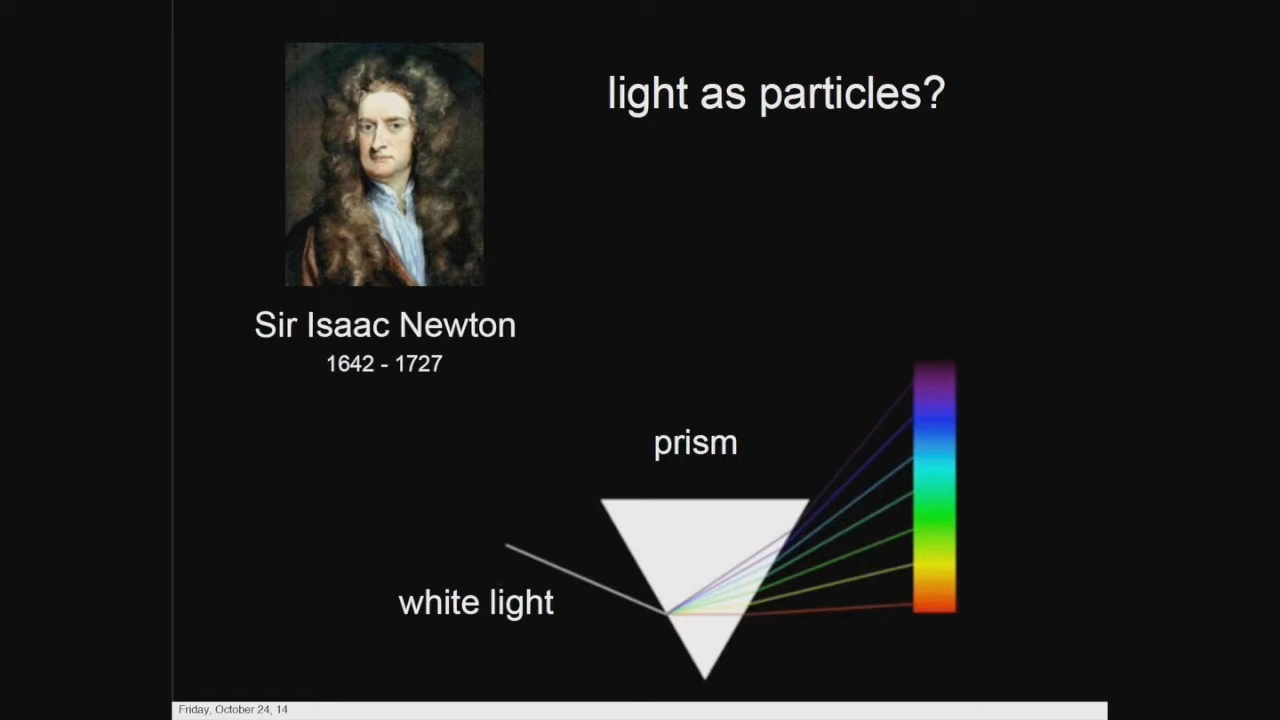 light as particles?
Sir Isaac Newton
1642 - 1727
prism
white light
Friday, October 24, 14